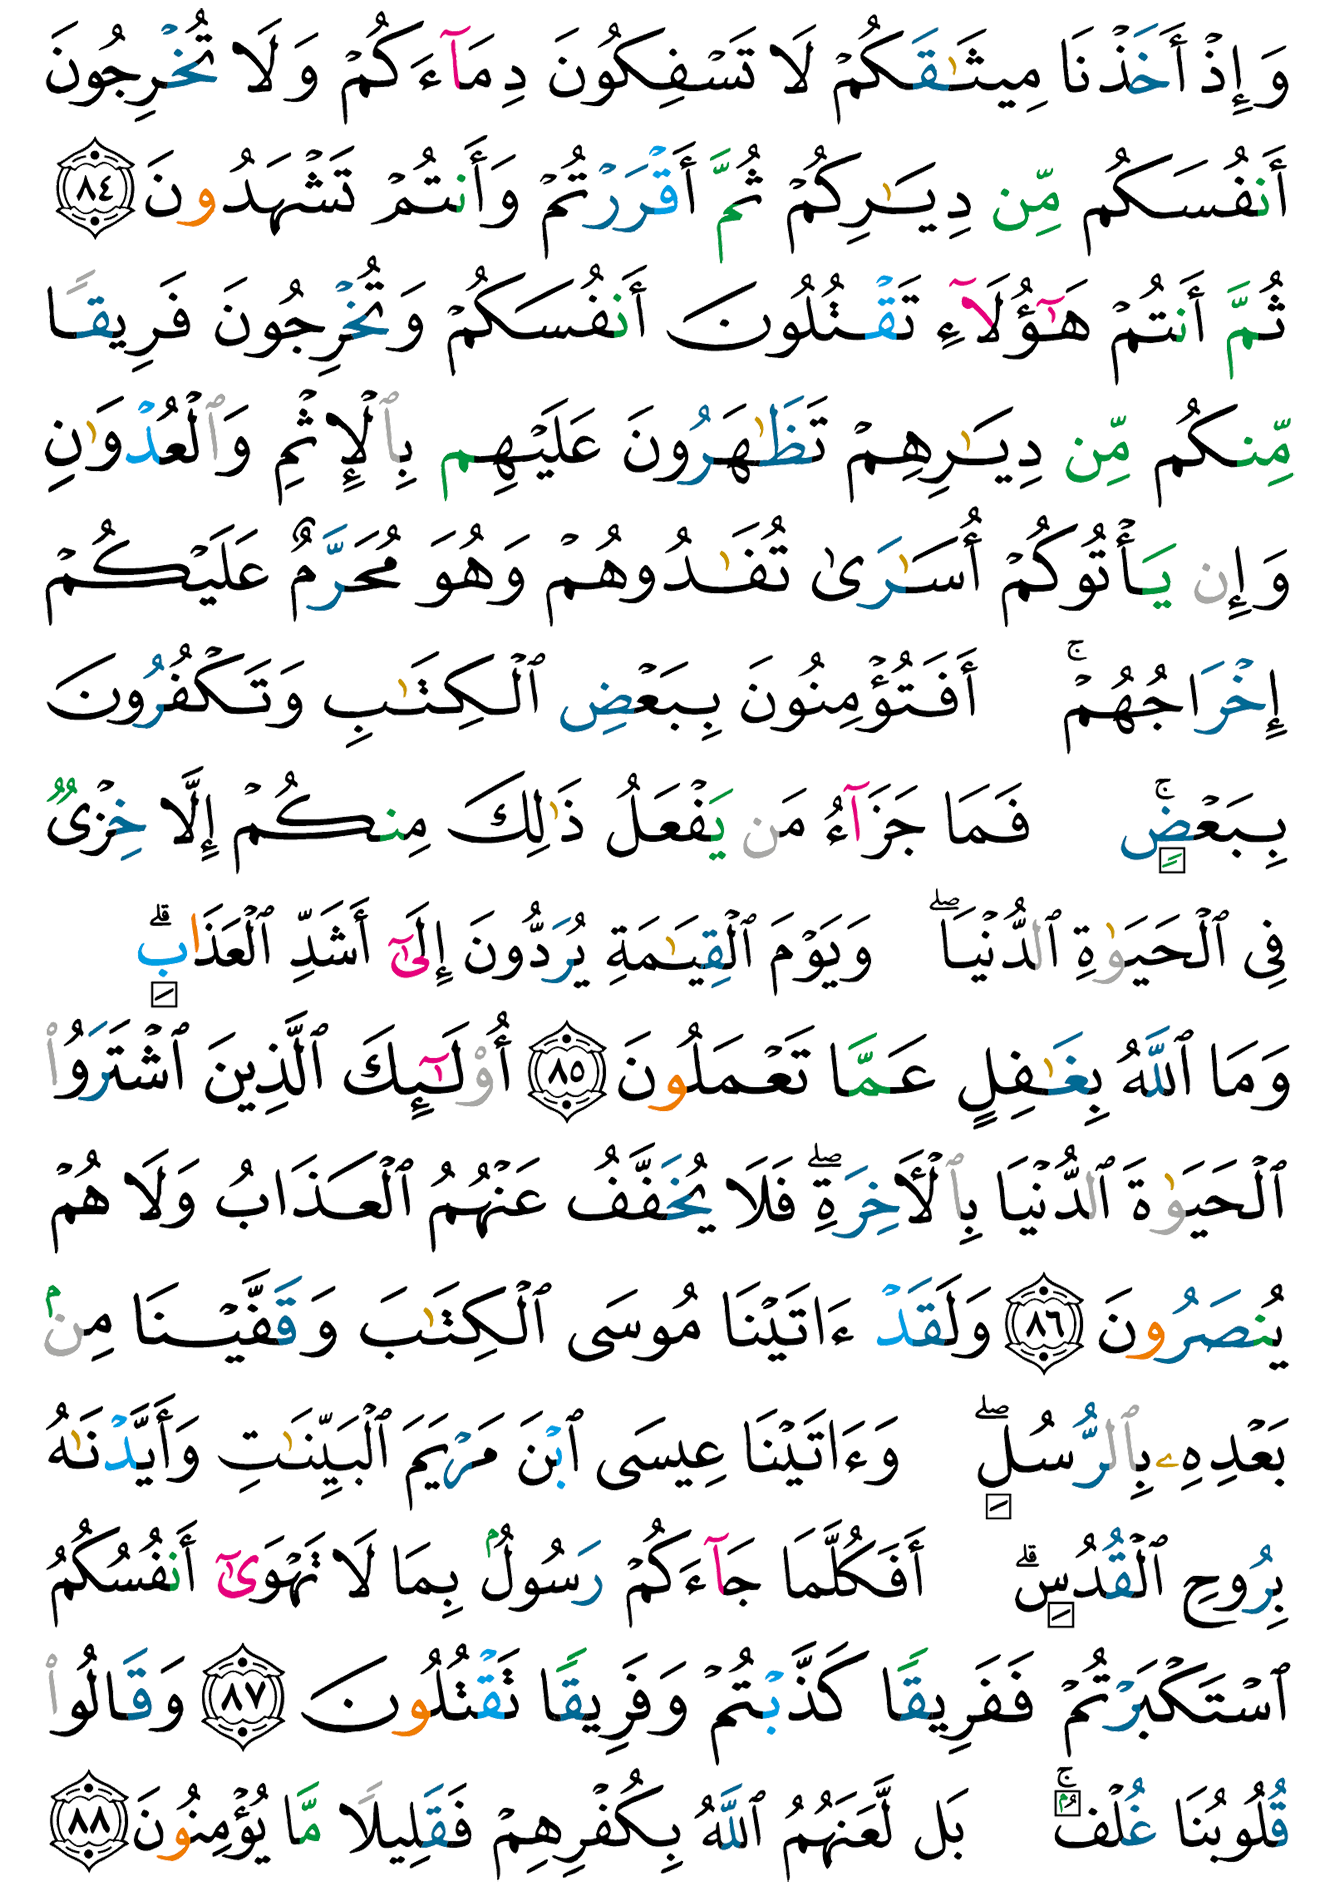 وَإِذْ أَخَذْنَا مِيثَـٰقَكُمْ لَا تَسْفِكُونَ دِمَآءَكُمْ وَلَا تُخْرِجُونَ
أَنفُسَكُم مِّن دِيَـٰرِكُمْ ثُمَّ أَقْرَرْتُمْ وَأَنتُمْ تَشْهَدُونَ ٨٤
ثُمَّ أَنتُمْ هَـٰٓؤُلَآءِ تَقْتُلُونَ أَنفُسَكُمْ وَتُخْرِجُونَ فَرِيقًا
مِّنكُم مِّن دِيَـٰرِهِمْ تَظَـٰهَرُونَ عَلَيْهِم بِٱلْإِثْمِ وَٱلْعُدْوَٰنِ
وَإِن يَأْتُوكُمْ أُسَـٰرَىٰ تُفَـٰدُوهُمْ وَهُوَ مُحَرَّمٌ عَلَيْكُمْ
إِخْرَاجُهُمْ ۚ أَفَتُؤْمِنُونَ بِبَعْضِ ٱلْكِتَـٰبِ وَتَكْفُرُونَ
بِبَعْضٍ ۚ فَمَا جَزَآءُ مَن يَفْعَلُ ذَٰلِكَ مِنكُمْ إِلَّا خِزْىٌ
فِى ٱلْحَيَوٰةِ ٱلدُّنْيَا ۖ وَيَوْمَ ٱلْقِيَـٰمَةِ يُرَدُّونَ إِلَىٰٓ أَشَدِّ ٱلْعَذَابِ ۗ
وَمَا ٱللَّهُ بِغَـٰفِلٍ عَمَّا تَعْمَلُونَ ٨٥ أُو۟لَـٰٓئِكَ ٱلَّذِينَ ٱشْتَرَوُا۟
ٱلْحَيَوٰةَ ٱلدُّنْيَا بِٱلْـَٔاخِرَةِ ۖ فَلَا يُخَفَّفُ عَنْهُمُ ٱلْعَذَابُ وَلَا هُمْ
يُنصَرُونَ ٨٦ وَلَقَدْ ءَاتَيْنَا مُوسَى ٱلْكِتَـٰبَ وَقَفَّيْنَا مِنۢ
بَعْدِهِۦ بِٱلرُّسُلِ ۖ وَءَاتَيْنَا عِيسَى ٱبْنَ مَرْيَمَ ٱلْبَيِّنَـٰتِ وَأَيَّدْنَـٰهُ
بِرُوحِ ٱلْقُدُسِ ۗ أَفَكُلَّمَا جَآءَكُمْ رَسُولٌۢ بِمَا لَا تَهْوَىٰٓ أَنفُسُكُمُ
ٱسْتَكْبَرْتُمْ فَفَرِيقًا كَذَّبْتُمْ وَفَرِيقًا تَقْتُلُونَ ٨٧ وَقَالُوا۟
قُلُوبُنَا غُلْفٌۢ ۚ بَل لَّعَنَهُمُ ٱللَّهُ بِكُفْرِهِمْ فَقَلِيلًا مَّا يُؤْمِنُونَ ٨٨